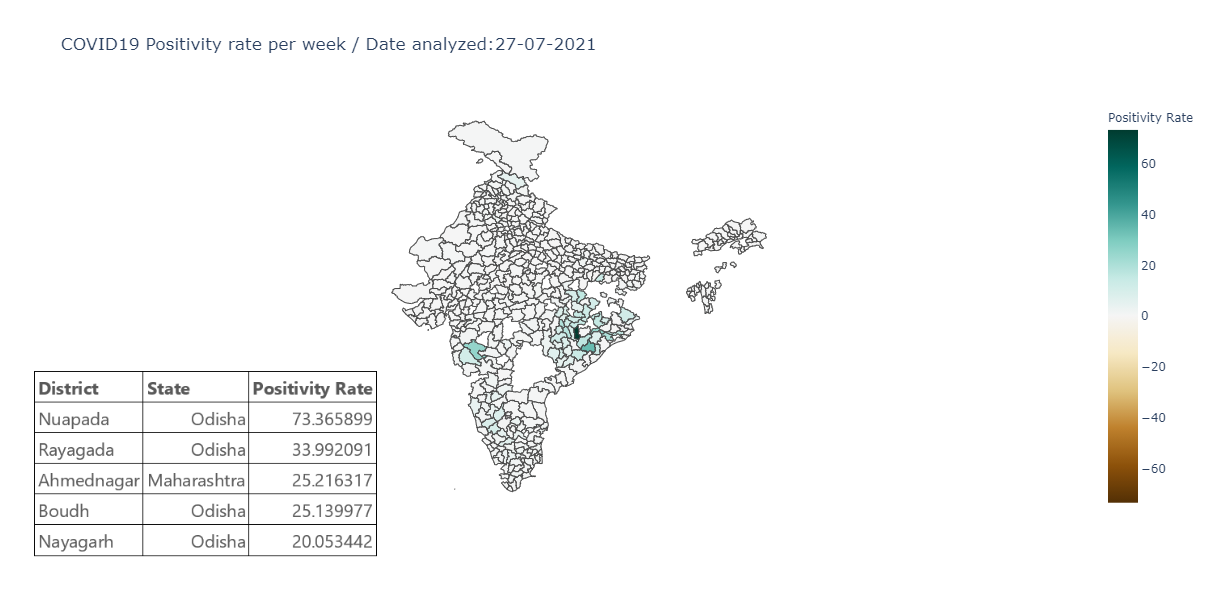 COVID19 Positivity rate per week / Date analyzed:27-07-2021
Positivity Rate
60
40
20
0
−20
−40
−60
District State Positivity Rate
Nuapada Odisha 73.365899
Rayagada Odisha 33.992091
Ahmednagar Maharashtra 25.216317
Boudh Odisha 25.139977
Nayagarh Odisha 20.053442